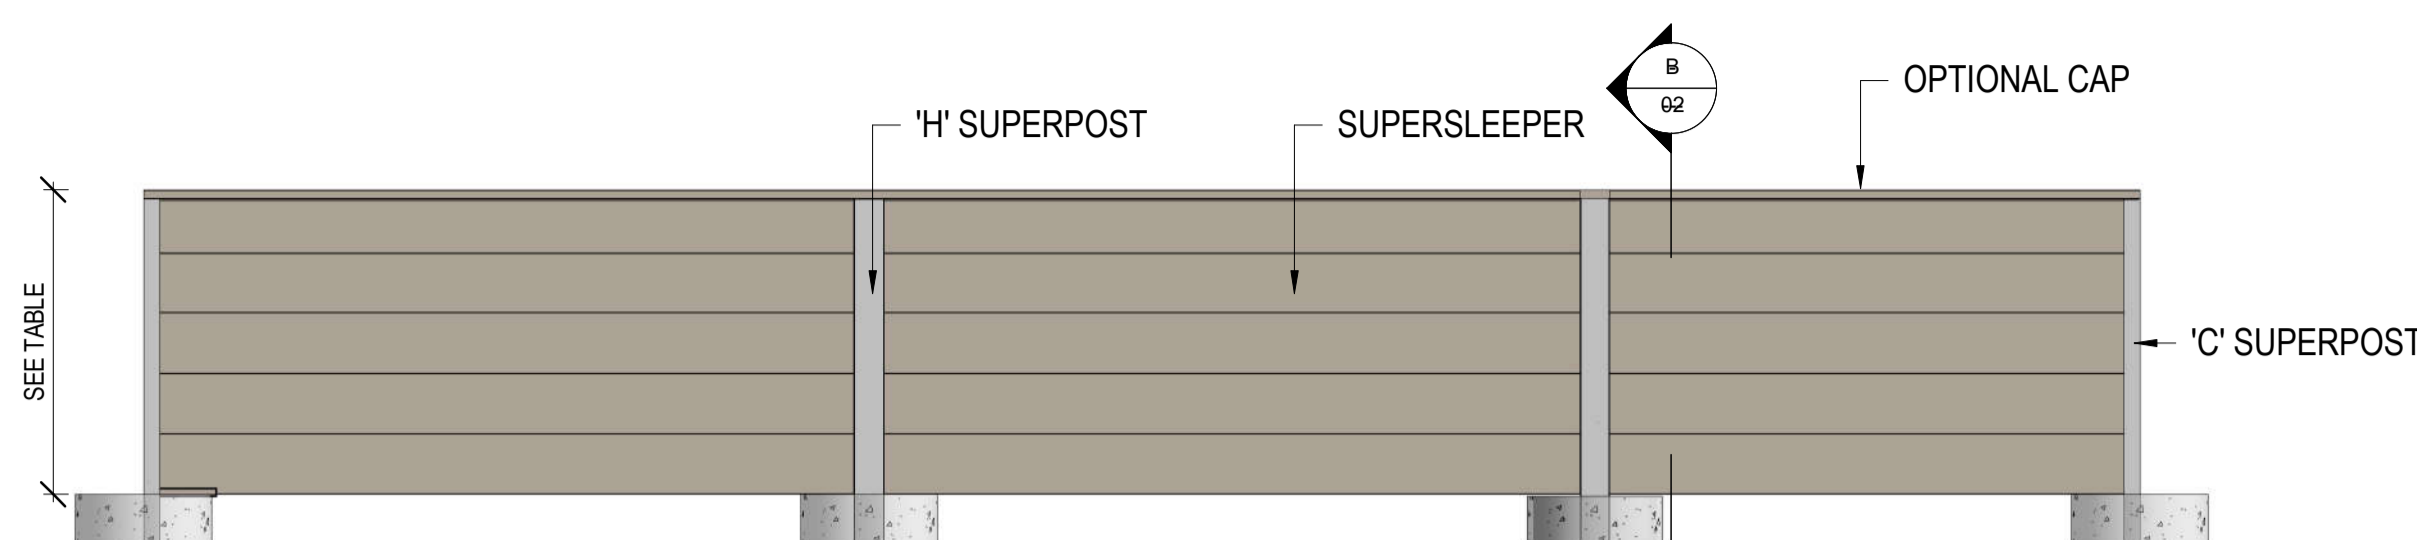 B
02
OPTIONAL CAP
'H' SUPERPOST
SUPERSLEEPER
SEE TABLE
'C' SUPERPOST